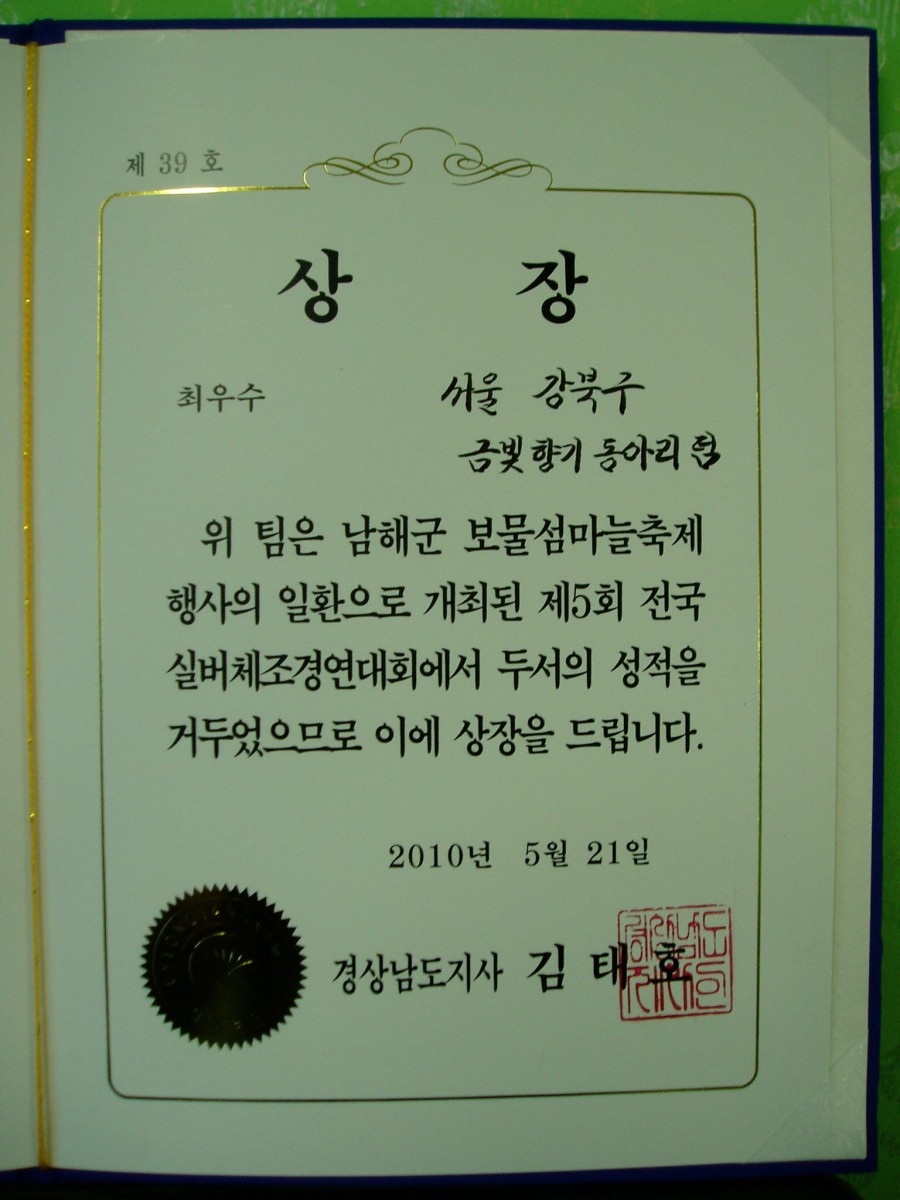 제 39 호
상 장
최우수
서울 강북구
금빛향기 동아리 팀
위 팀은 남해군 보물섬마늘축제
행사의 일환으로 개최된 제5회 전국
실버체조경연대회에서 두서의 성적을
거두었으므로 이에 상장을 드립니다.
2010년 5월 21일
경상남도지사 김태호